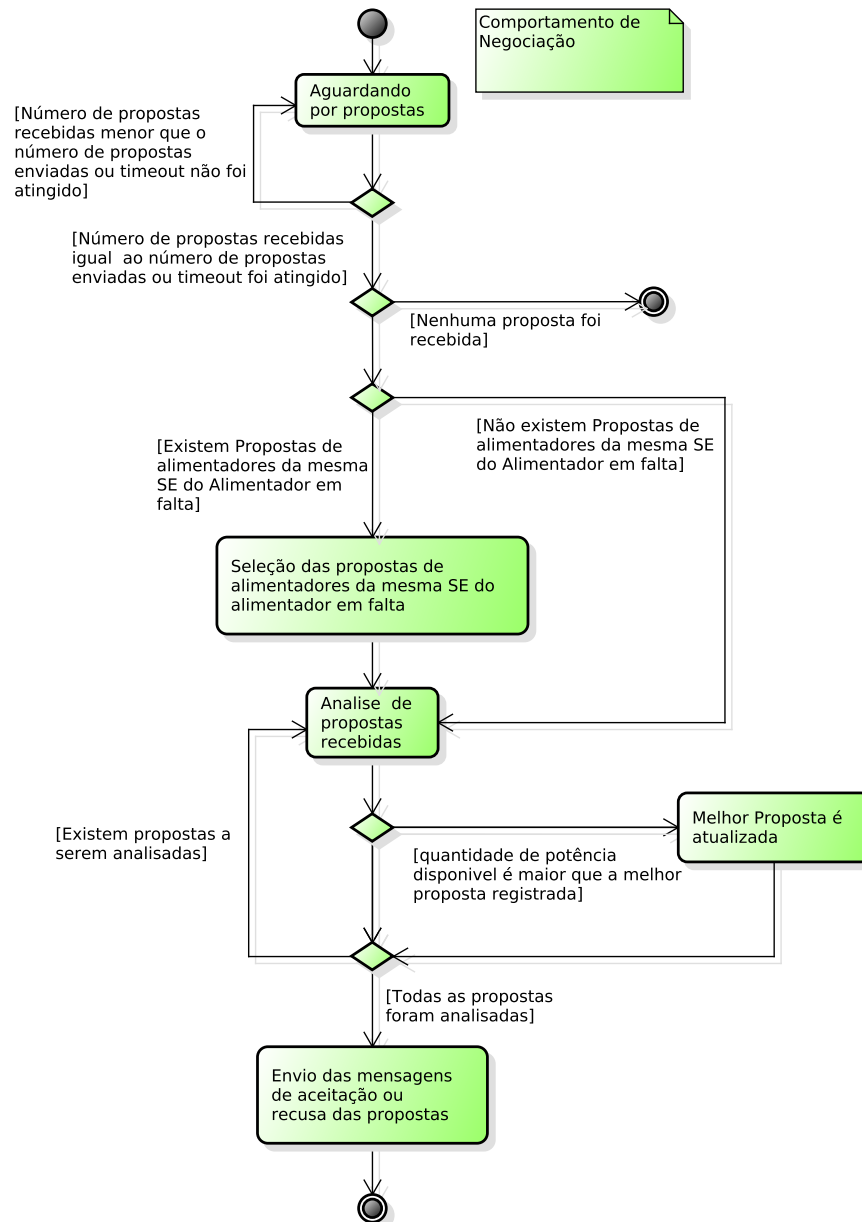 Comportamento de
Negociação
Aguardando
por propostas
[Número de propostas
recebidas menor que o
número de propostas
enviadas ou timeout não foi
atingido]
[Número de propostas recebidas
igual  ao número de propostas
enviadas ou timeout foi atingido]
[Nenhuma proposta foi
recebida]
[Não existem Propostas de
alimentadores da mesma SE
do Alimentador em falta]
[Existem Propostas de
alimentadores da mesma
SE do Alimentador em
falta]
Seleção das propostas de
alimentadores da mesma SE do
alimentador em falta
Analise  de
propostas
recebidas
Melhor Proposta é
atualizada
[Existem propostas a
serem analisadas]
[quantidade de potência
disponivel é maior que a melhor
proposta registrada]
[Todas as propostas
foram analisadas]
Envio das mensagens
de aceitação ou
recusa das propostas